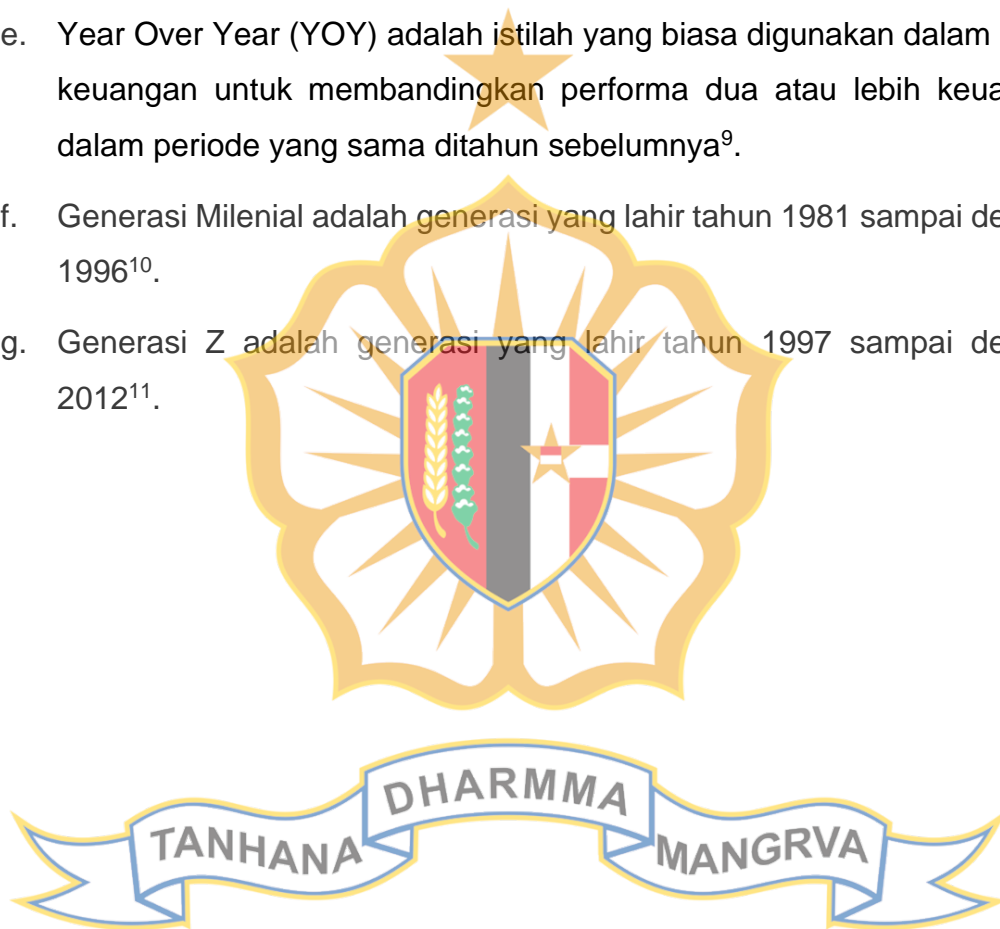 e. Year Over Year (YOY) adalah istilah yang biasa digunakan dalam
keuangan untuk membandingkan performa dua atau lebih
dalam periode yang sama ditahun sebelumnya⁹.
f. Generasi Milenial adalah generasi yang lahir tahun 1981 sampai
1996¹⁰.
g. Generasi Z adalah generasi yang lahir tahun 1997 sampai
2012¹¹.
DHARMMA
TANHANA MANGRVA